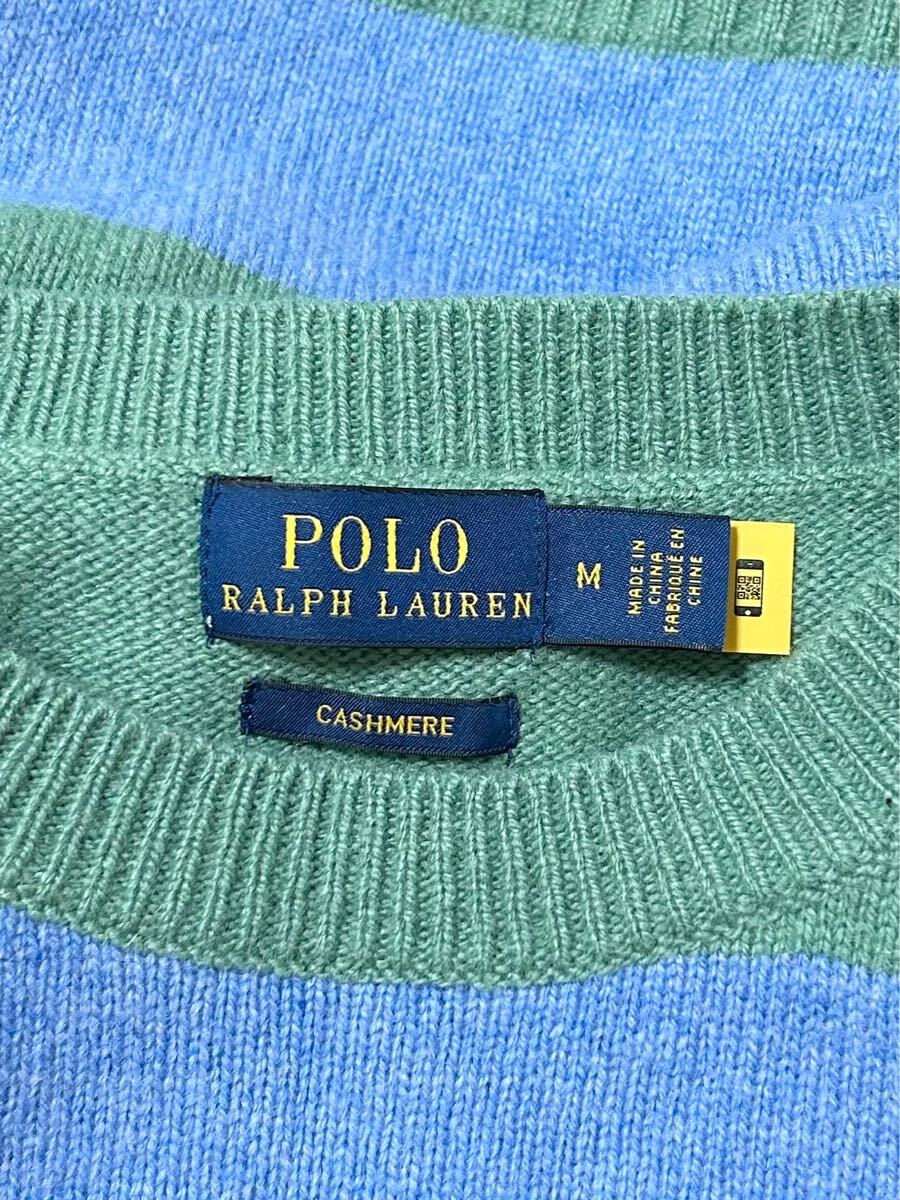 POLO
RALPH LAUREN
M
MADE IN
CHINA
FABRIQUÉ EN
CHINE
CASHMERE